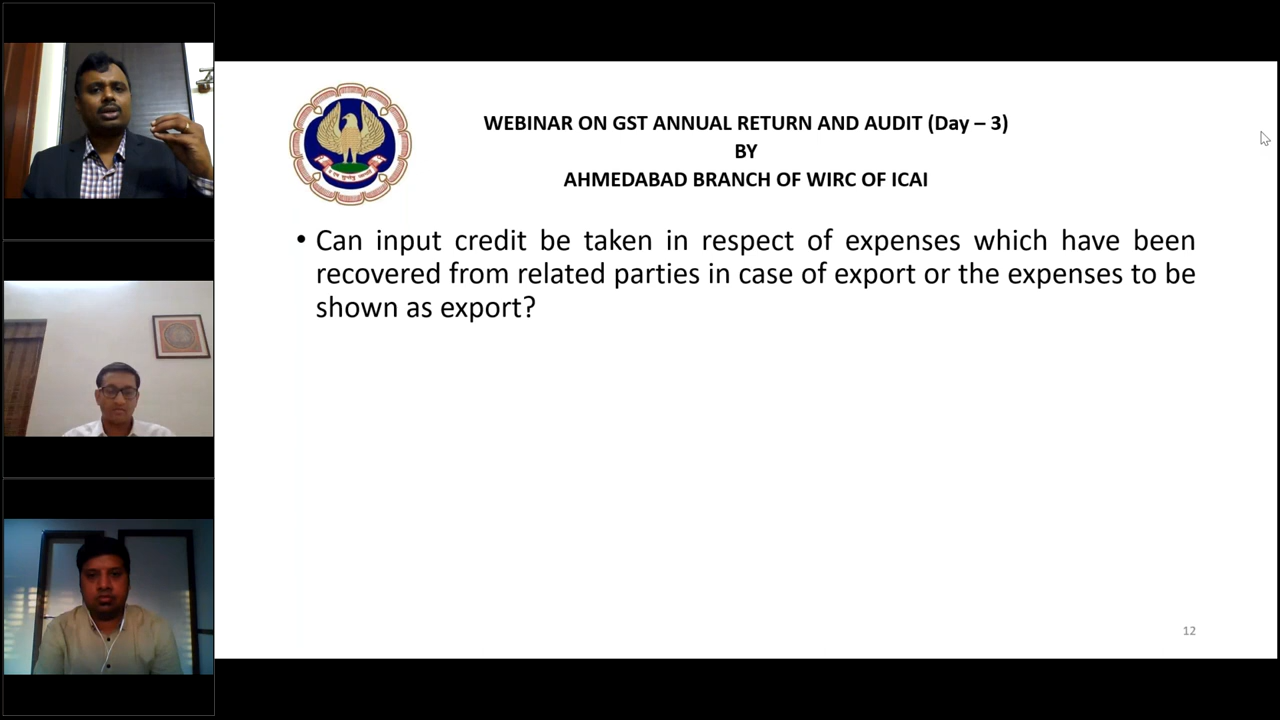 WEBINAR ON GST ANNUAL RETURN AND AUDIT (Day – 3)
BY
AHMEDABAD BRANCH OF WIRC OF ICAI
• Can input credit be taken in respect of expenses which have been
recovered from related parties in case of export or the expenses to be
shown as export?
12